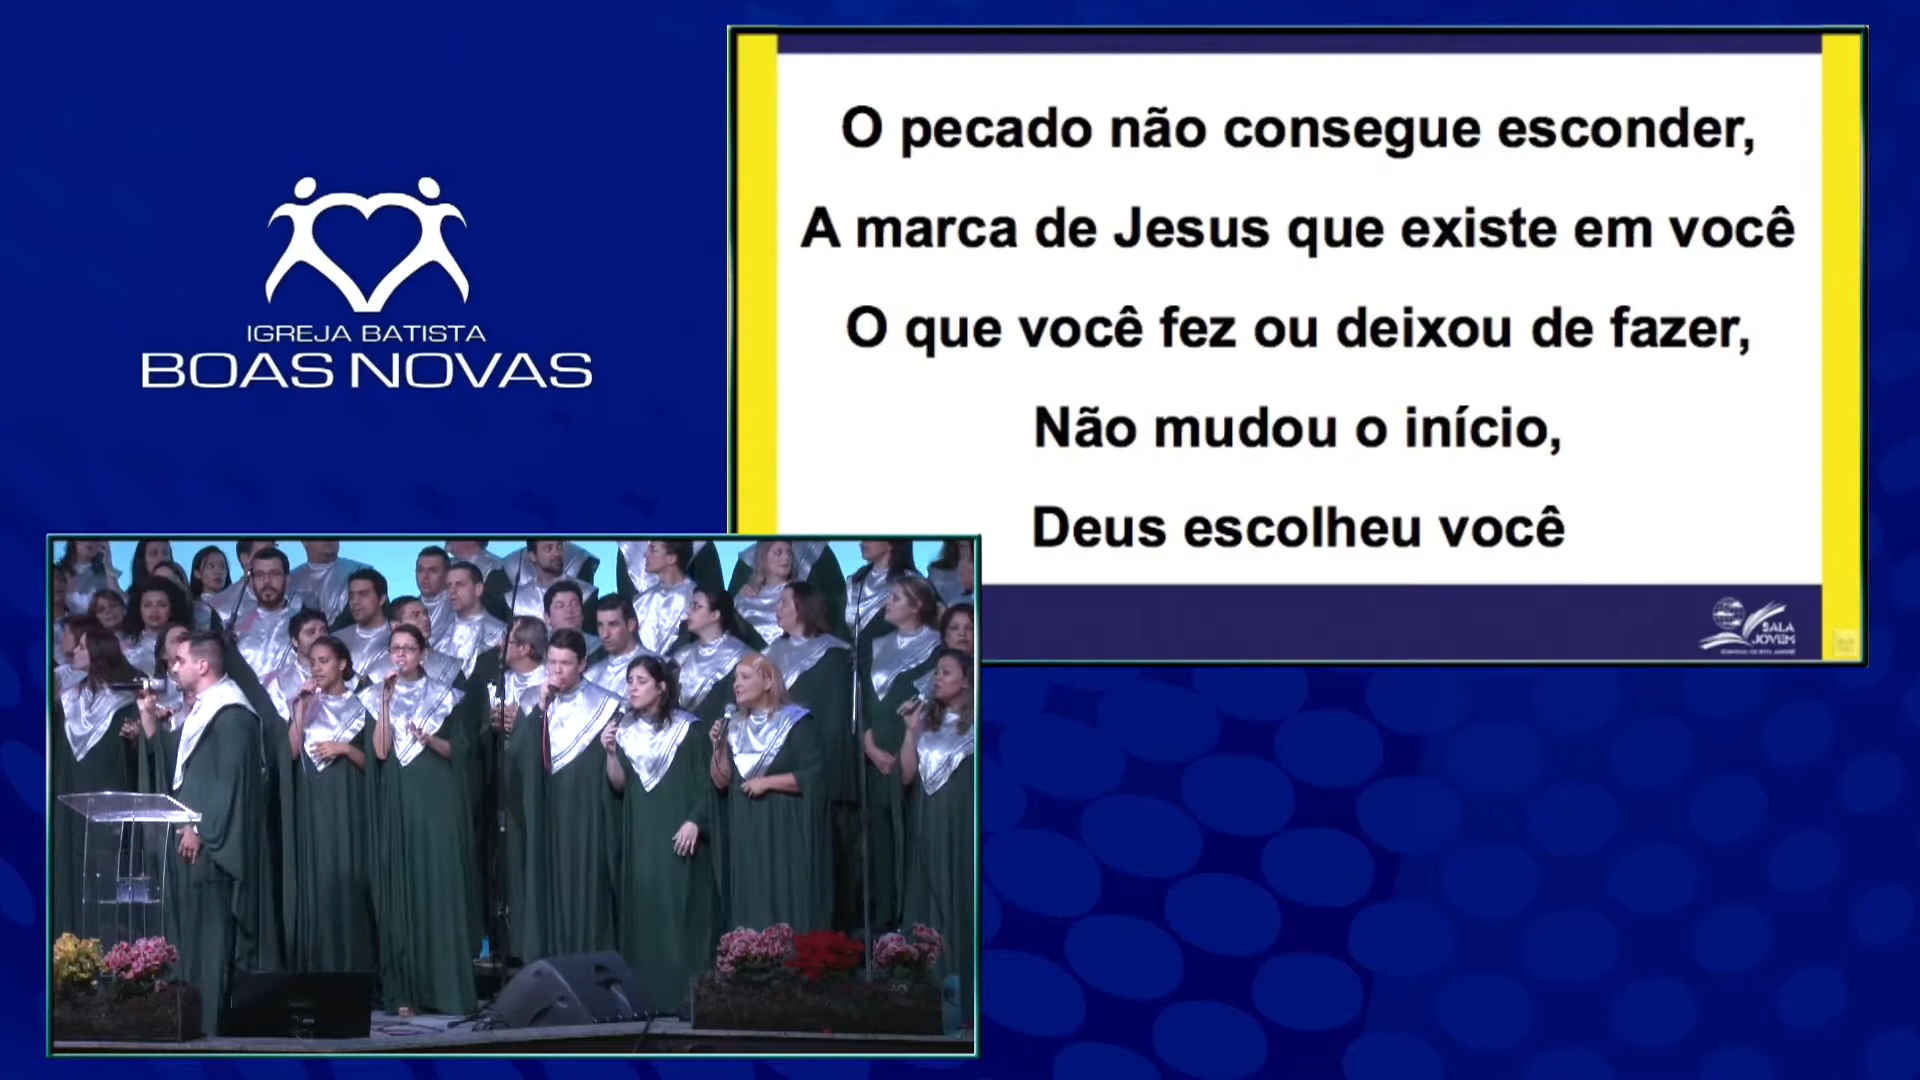 O pecado não consegue esconder,
A marca de Jesus que existe em você
O que você fez ou deixou de fazer,
Não mudou o início,
Deus escolheu você
IGREJA BATISTA
BOAS NOVAS
SALA
JOVEM